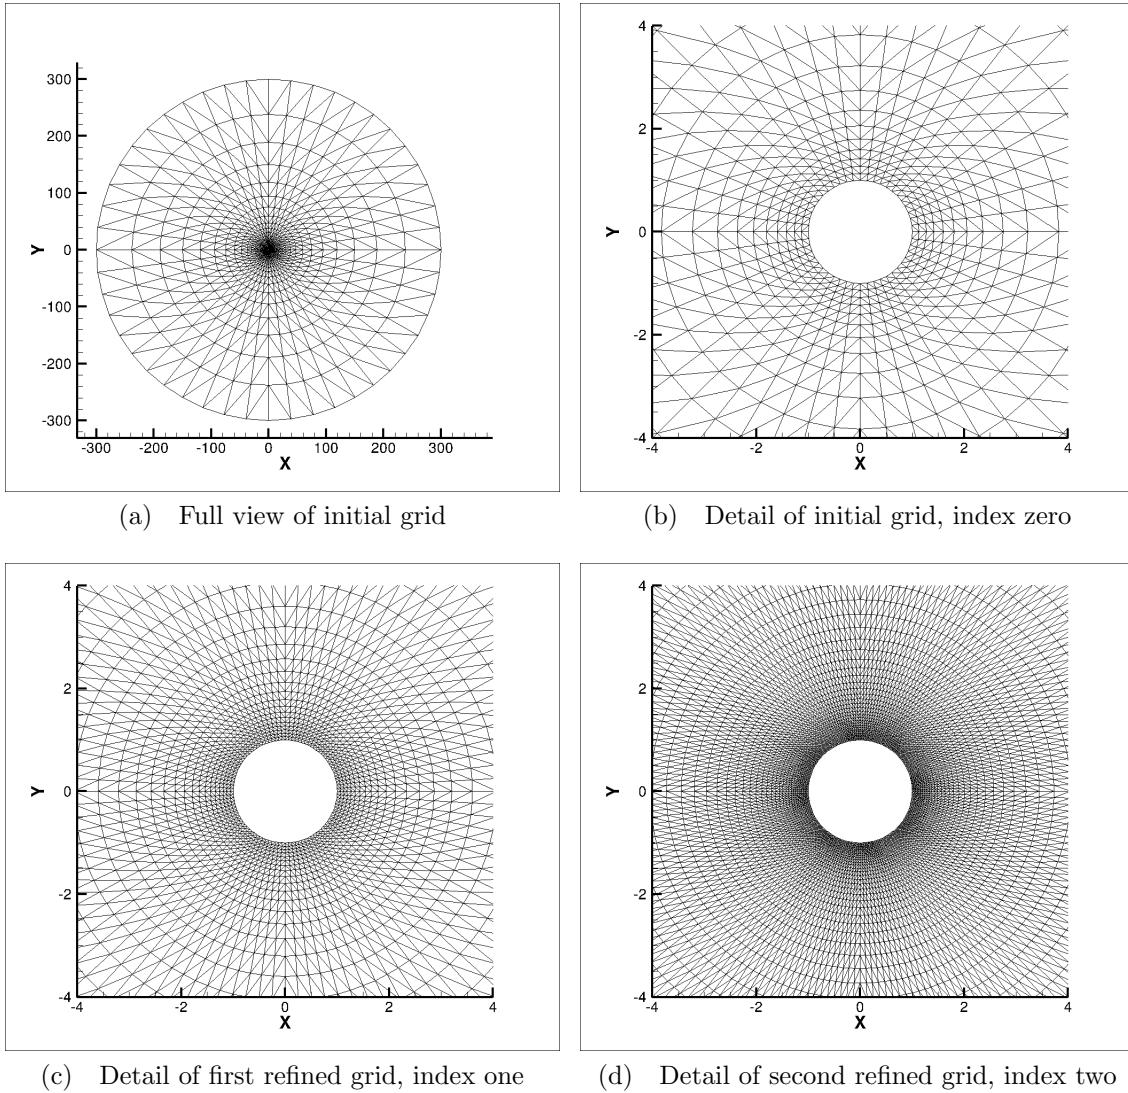 300
200
100
0
-100
-200
-300
Y
-300 -200 -100 0 100 200 300
X
(a) Full view of initial grid
4
2
0
-2
-4
Y
-4 -2 0 2 4
X
(b) Detail of initial grid, index zero
4
2
0
-2
-4
Y
-4 -2 0 2 4
X
(c) Detail of first refined grid, index one
4
2
0
-2
-4
Y
-4 -2 0 2 4
X
(d) Detail of second refined grid, index two